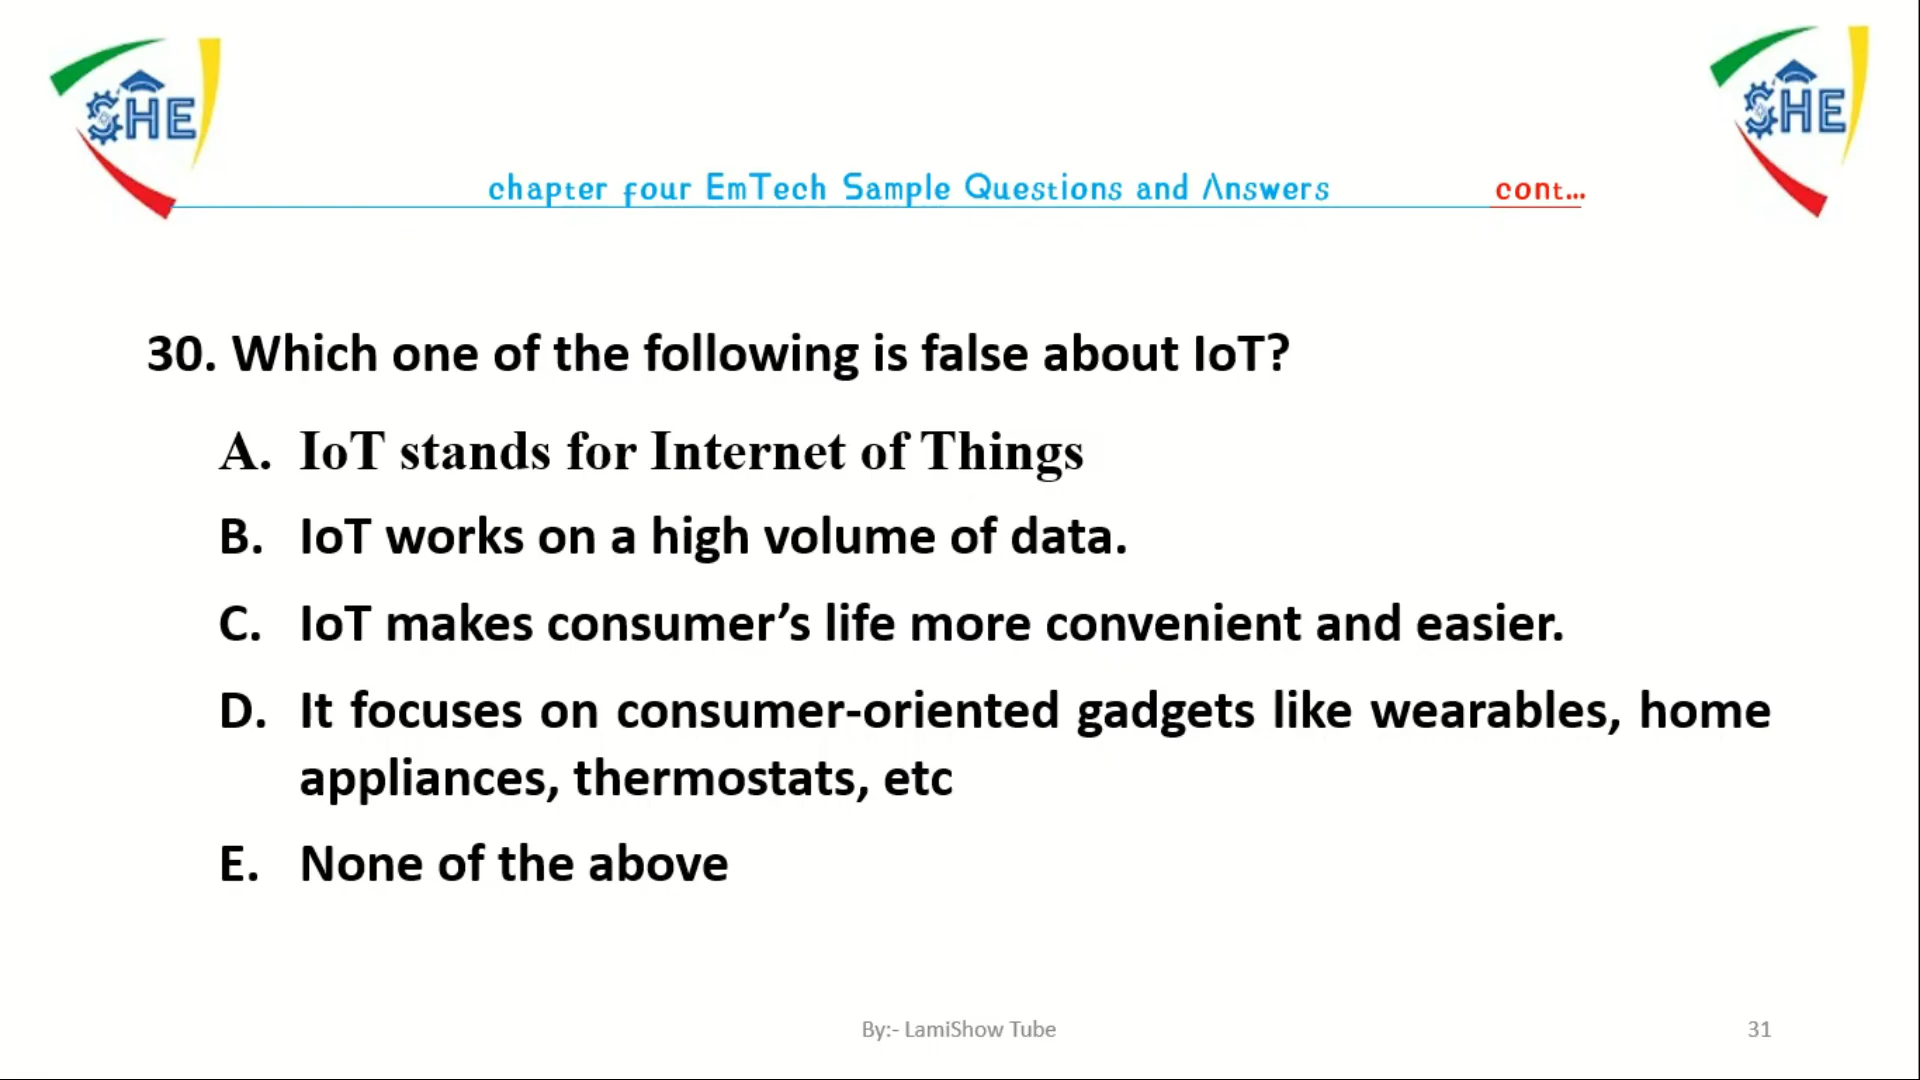 SHE
SHE
chapter four EmTech Sample Questions and Answers cont...
30. Which one of the following is false about IoT?
A. IoT stands for Internet of Things
B. IoT works on a high volume of data.
C. IoT makes consumer’s life more convenient and easier.
D. It focuses on consumer-oriented gadgets like wearables, home
appliances, thermostats, etc
E. None of the above
By:- LamiShow Tube
31